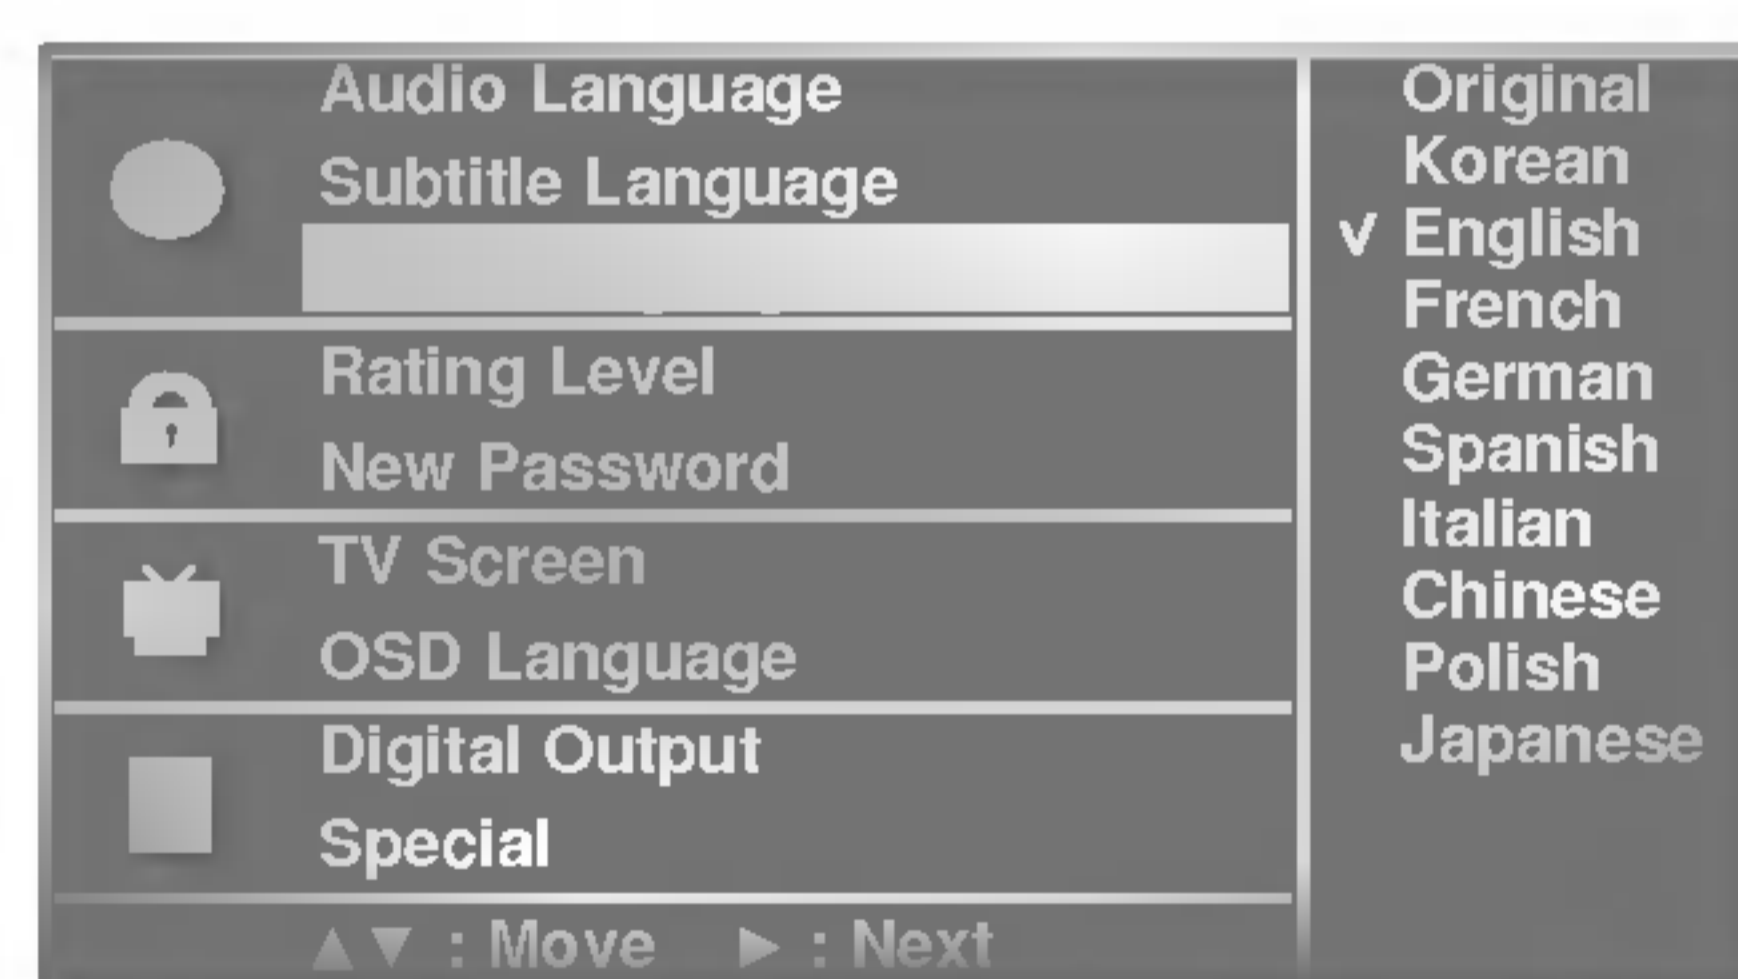 Audio Language
Subtitle Language
Rating Level
New Password
TV Screen
OSD Language
Digital Output
Special
▲▼ : Move ▶ : Next
Original
Korean
v English
French
German
Spanish
Italian
Chinese
Polish
Japanese